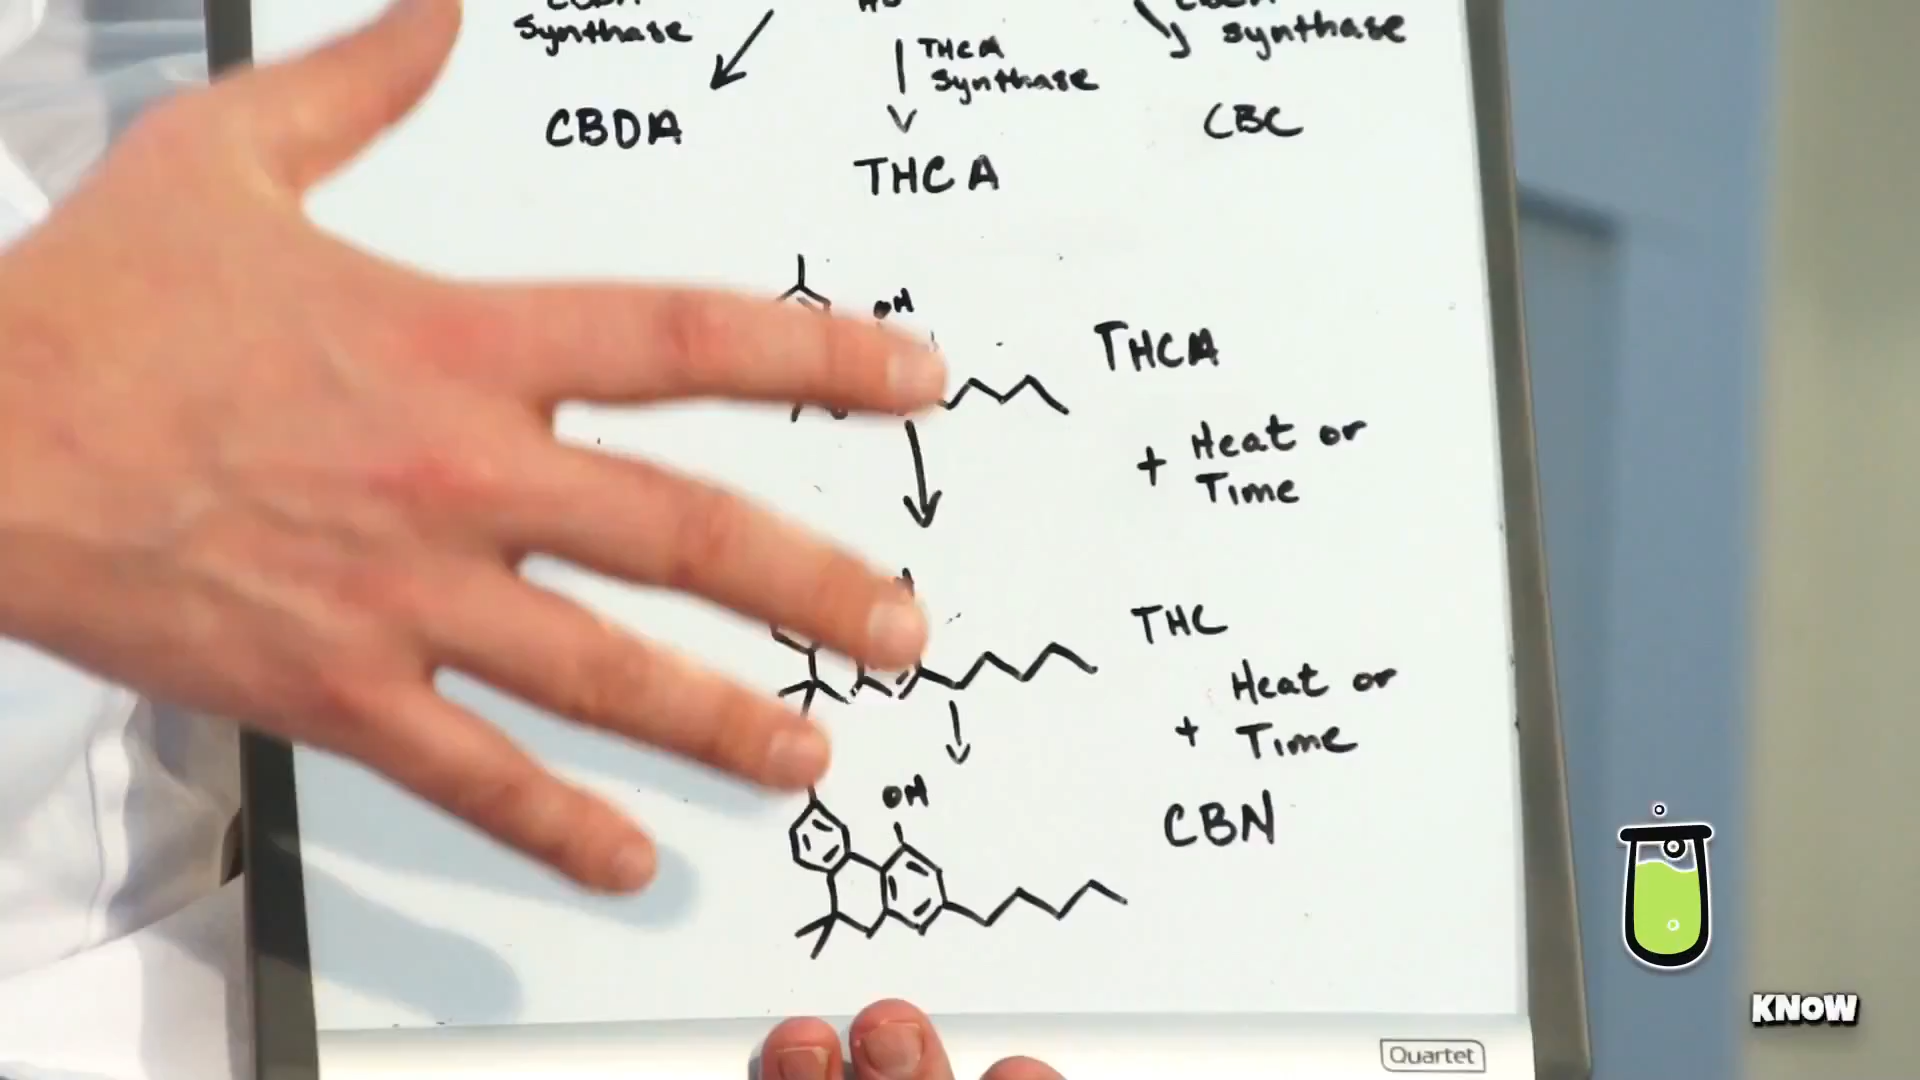 Synthase
synthase
THCA
Synthase
CBDA
CBC
THCA
OH
THCA
+ Heat or
Time
THC
Heat or
+ Time
OH
CBN
KNOW
Quartet